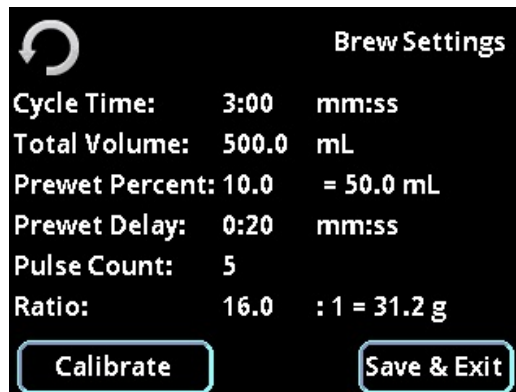 Brew Settings
Cycle Time: 3:00 mm:ss
Total Volume: 500.0 mL
Prewet Percent: 10.0 = 50.0 mL
Prewet Delay: 0:20 mm:ss
Pulse Count: 5
Ratio: 16.0 : 1 = 31.2 g
Calibrate Save & Exit